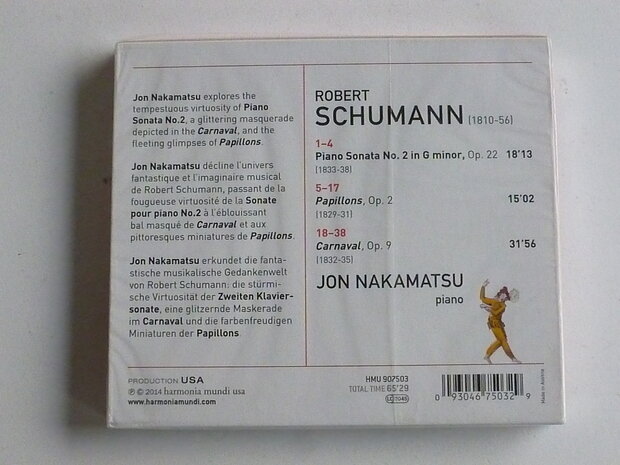 Jon Nakamatsu explores the
tempestuous virtuosity of Piano
Sonata No.2, a glittering masquerade
depicted in the Carnaval, and the
fleeting glimpses of Papillons.
Jon Nakamatsu décline l'univers
fantastique et l'imaginaire musical
de Robert Schumann, passant de la
fougueuse virtuosité de la Sonate
pour piano No.2 à l'éblouissant
bal masqué de Carnaval et aux
pittoresques miniatures de Papillons.
Jon Nakamatsu erkundet die fanta-
stische musikalische Gedankenwelt
von Robert Schumann: die stürmi-
sche Virtuosität der Zweiten Klavier-
sonate, eine glitzernde Maskerade
im Carnaval und die farbenfreudigen
Miniaturen der Papillons.
ROBERT
SCHUMANN (1810-56)
1–4
Piano Sonata No. 2 in G minor, Op. 22 18'13
(1833-38)
5–17
Papillons, Op. 2 15'02
(1829-31)
18–38
Carnaval, Op. 9 31'56
(1832-35)
JON NAKAMATSU
piano
PRODUCTION USA
℗ © 2014 harmonia mundi usa
www.harmoniamundi.com
HMU 907503
TOTAL TIME 65'29
LC 7045
0 93046 75032 9
Made in Austria